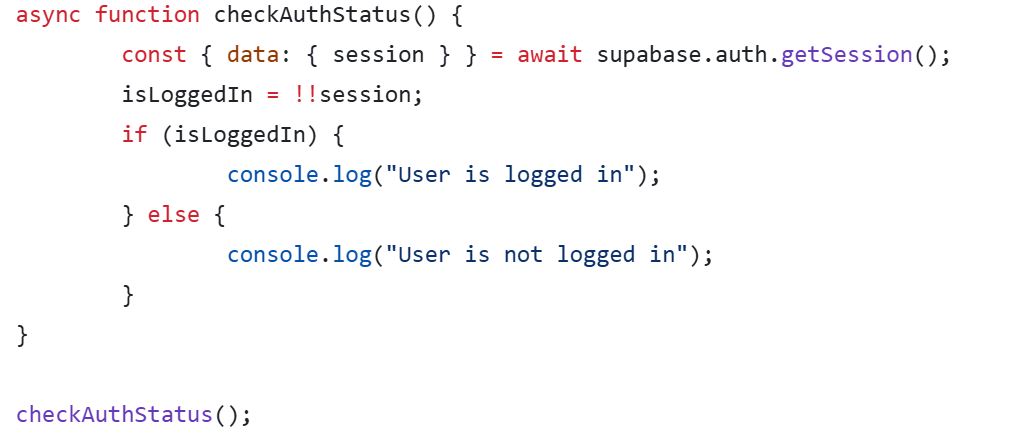 async function checkAuthStatus() {
        const { data: { session } } = await supabase.auth.getSession();
        isLoggedIn = !!session;
        if (isLoggedIn) {
                console.log("User is logged in");
        } else {
                console.log("User is not logged in");
        }
}

checkAuthStatus();